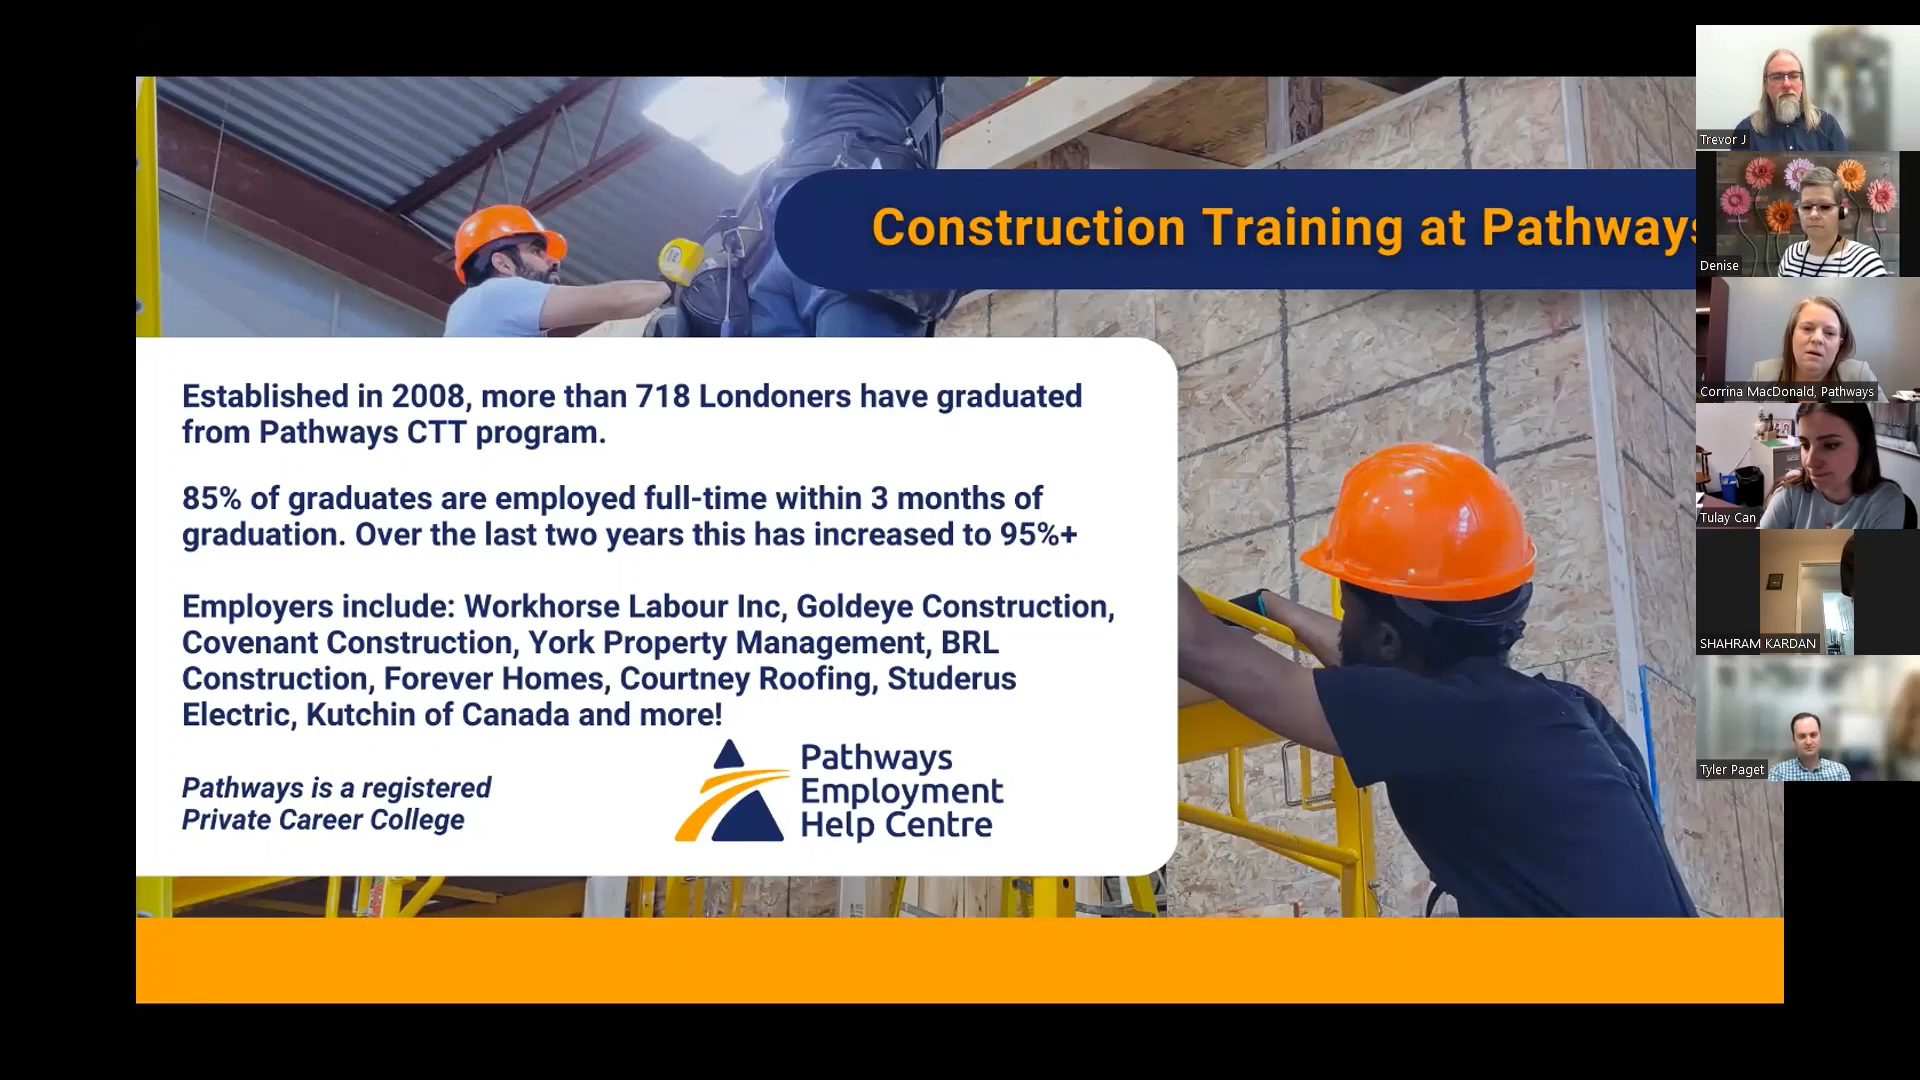 Construction Training at Pathways
Established in 2008, more than 718 Londoners have graduated
from Pathways CTT program.
85% of graduates are employed full-time within 3 months of
graduation. Over the last two years this has increased to 95%+
Employers include: Workhorse Labour Inc, Goldeye Construction,
Covenant Construction, York Property Management, BRL
Construction, Forever Homes, Courtney Roofing, Studerus
Electric, Kutchin of Canada and more!
Pathways is a registered
Private Career College
Pathways
Employment
Help Centre
Trevor J
Denise
Corrina MacDonald, Pathways
Tulay Can
SHAHRAM KARDAN
Tyler Paget